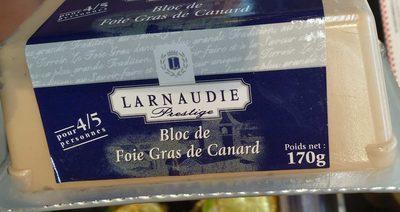 Bloc de
Foie Gras de Canard
LARNAUDIE
Prestige
pour 4/5
personnes
Bloc de
Foie Gras de Canard
Poids net :
170g